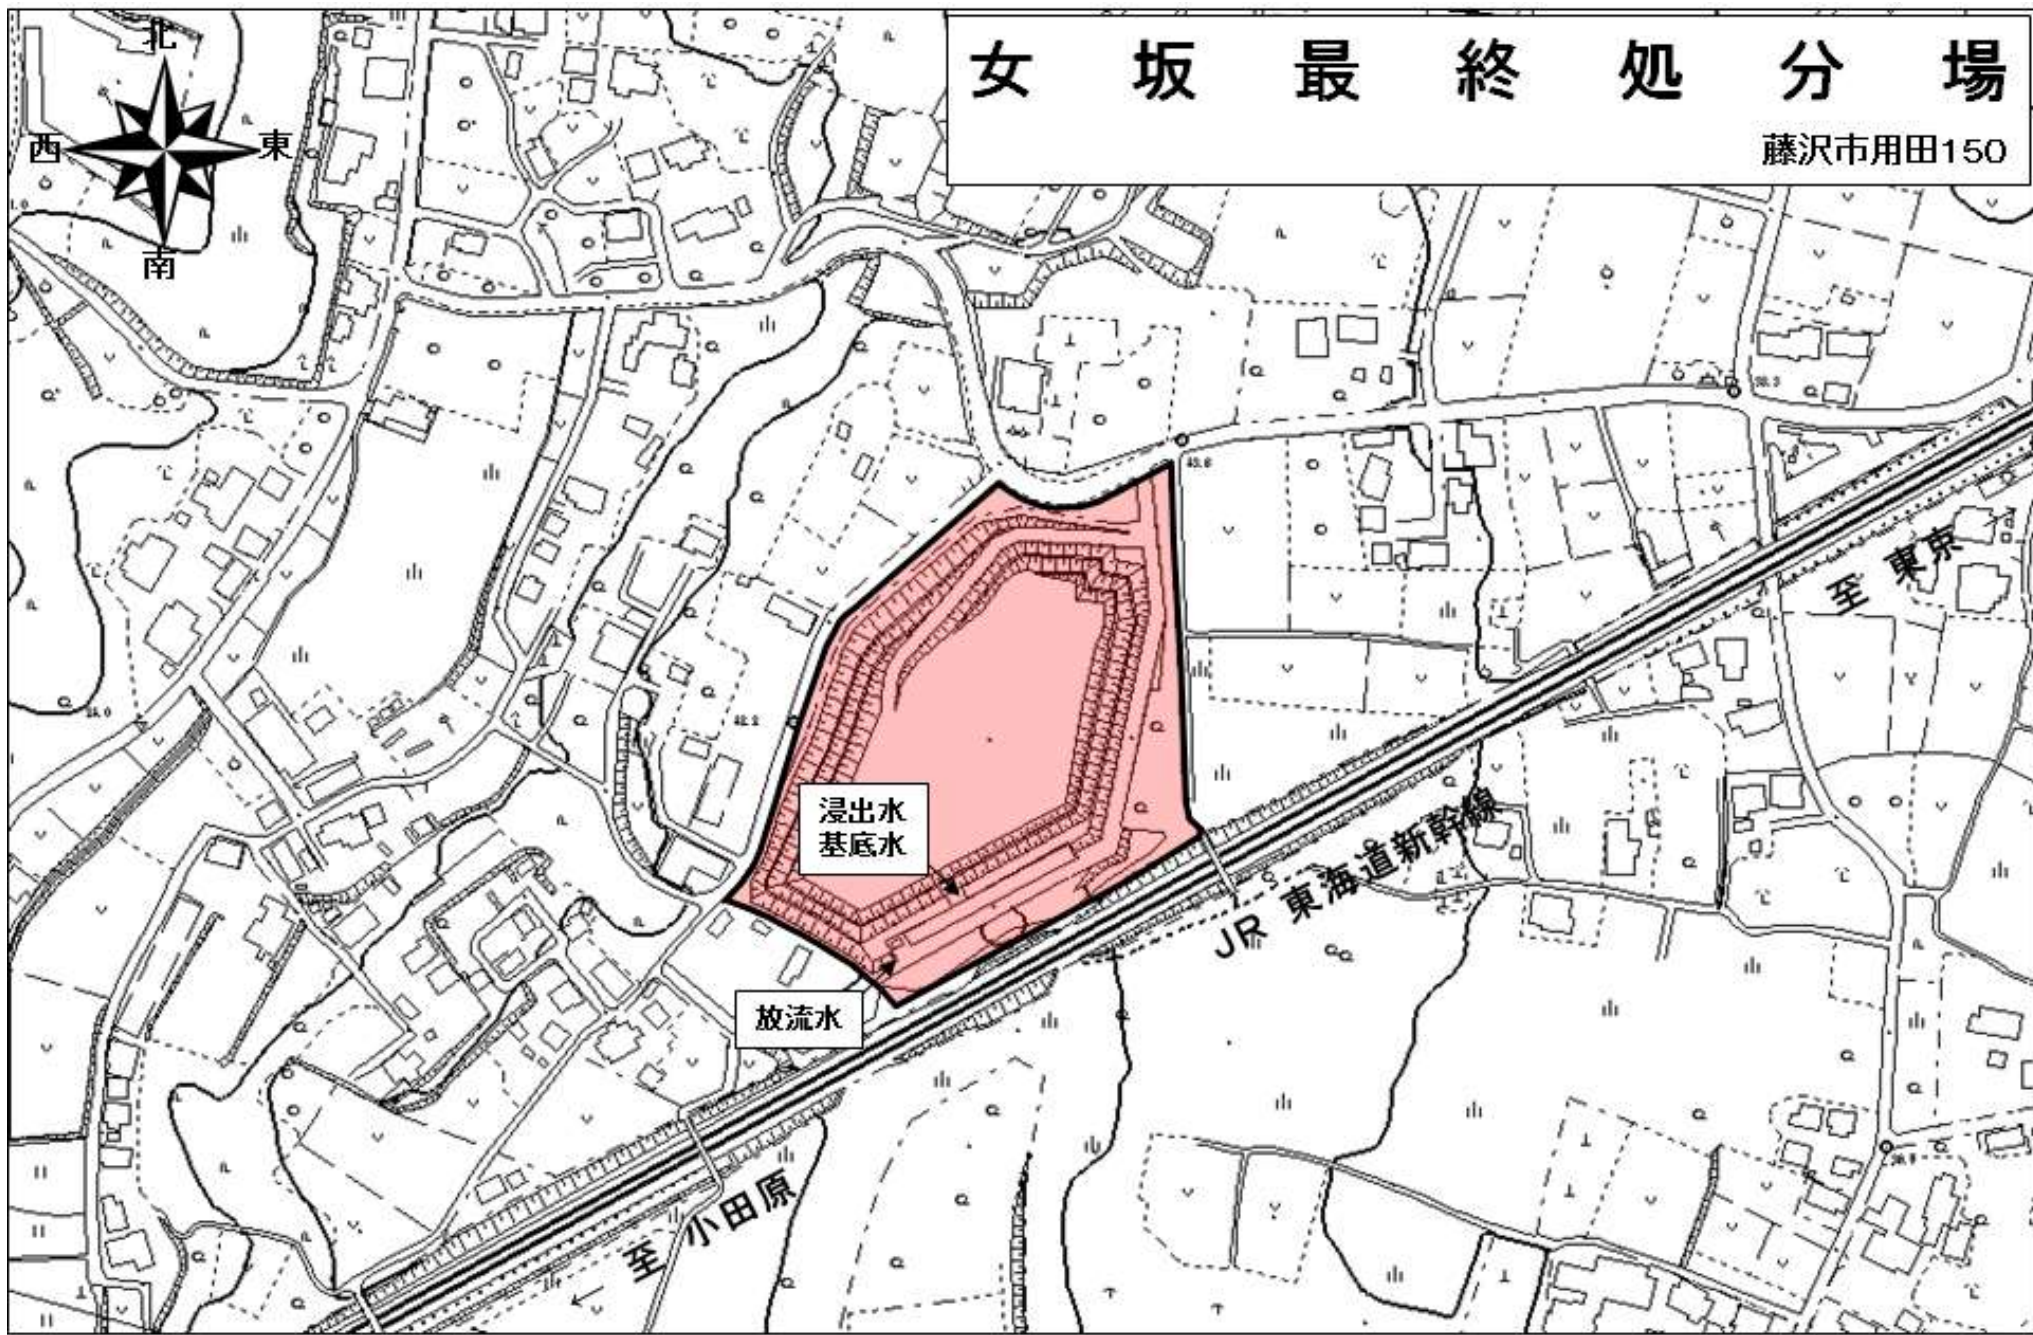 女坂最終処分場
藤沢市用田150
北
西
東
南
43.6
至 東京
浸出水
基底水
JR 東海道新幹線
放流水
至 小田原